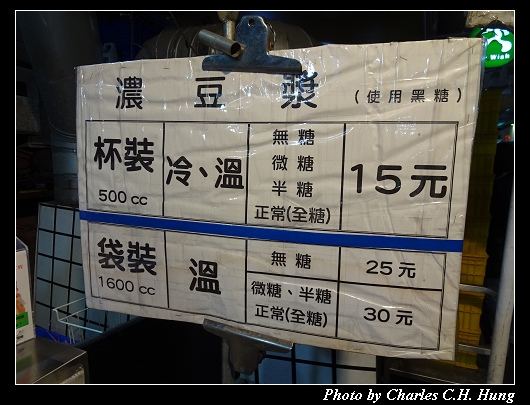 濃豆漿 (使用黑糖)
杯裝
500 cc
冷、溫
無糖
微糖
半糖
正常(全糖)
15元
袋裝
1600 cc
溫
無糖
25元
微糖、半糖
正常(全糖)
30元
Photo by Charles C.H. Hung